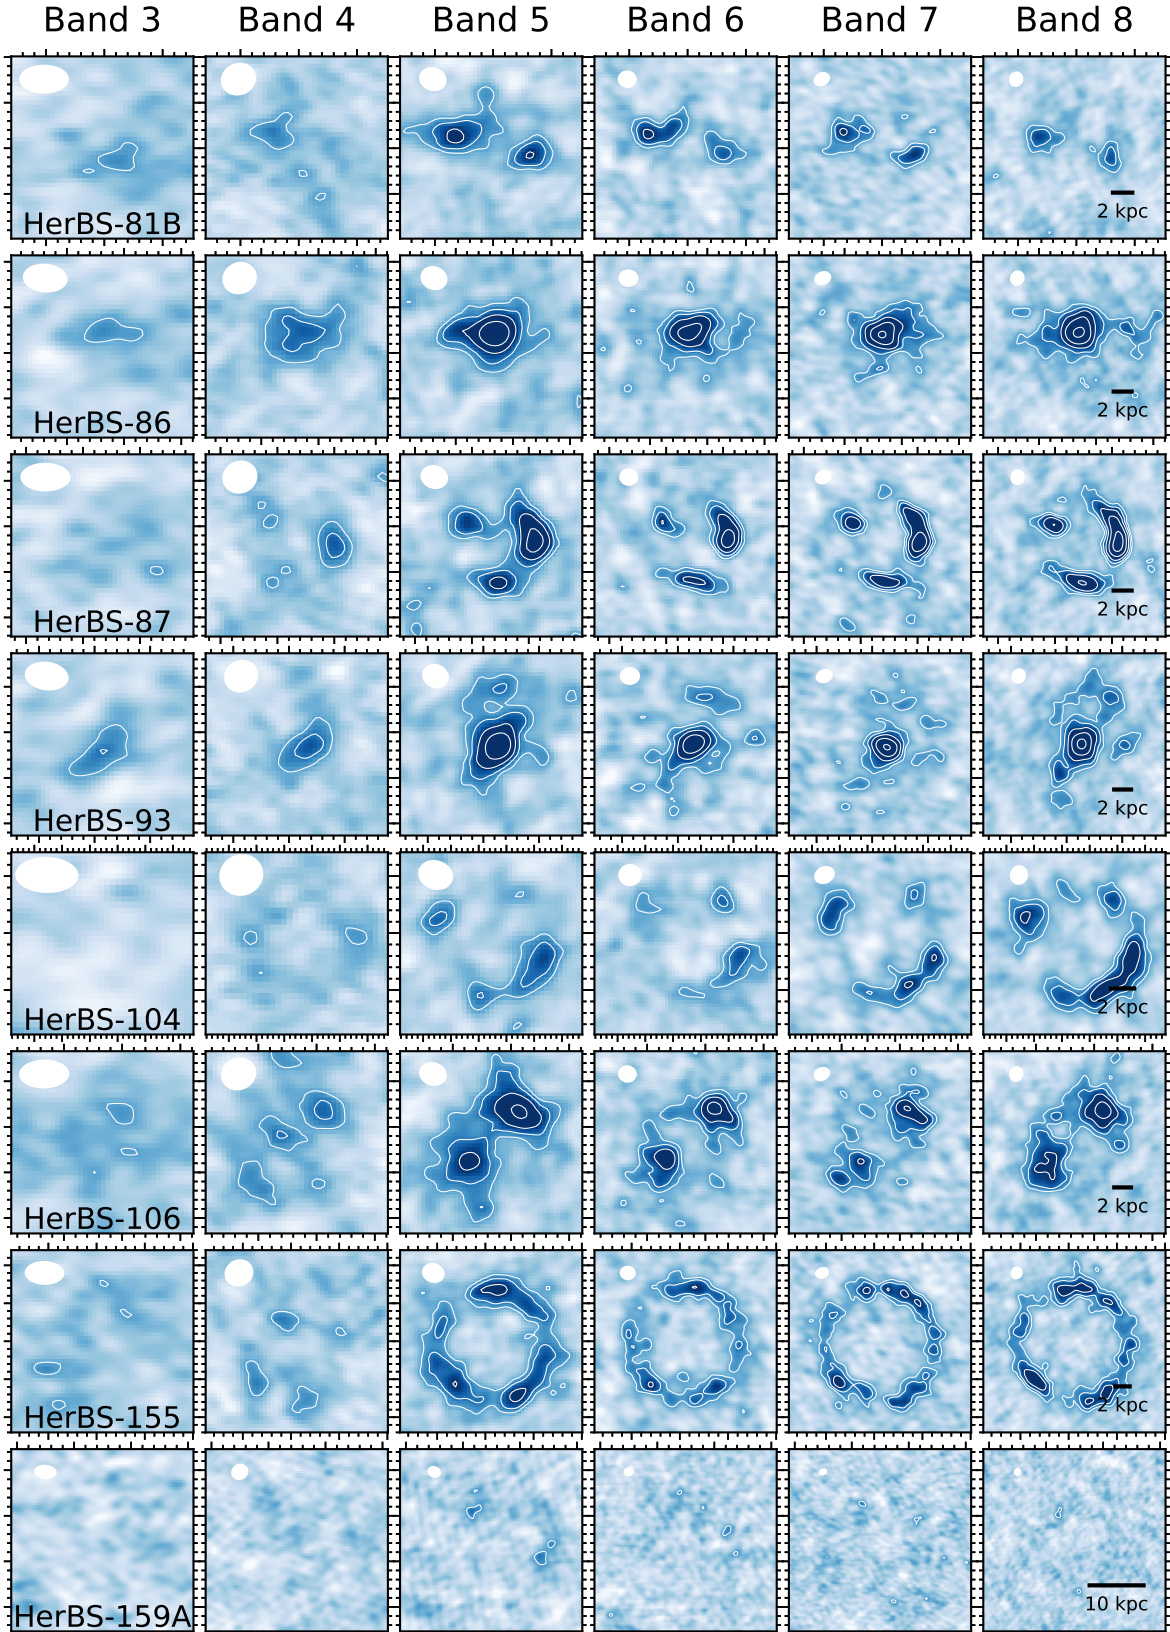 Band 3 Band 4 Band 5 Band 6 Band 7 Band 8
HerBS-81B 2 kpc
HerBS-86 2 kpc
HerBS-87 2 kpc
HerBS-93 2 kpc
HerBS-104 2 kpc
HerBS-106 2 kpc
HerBS-155 2 kpc
HerBS-159A 10 kpc